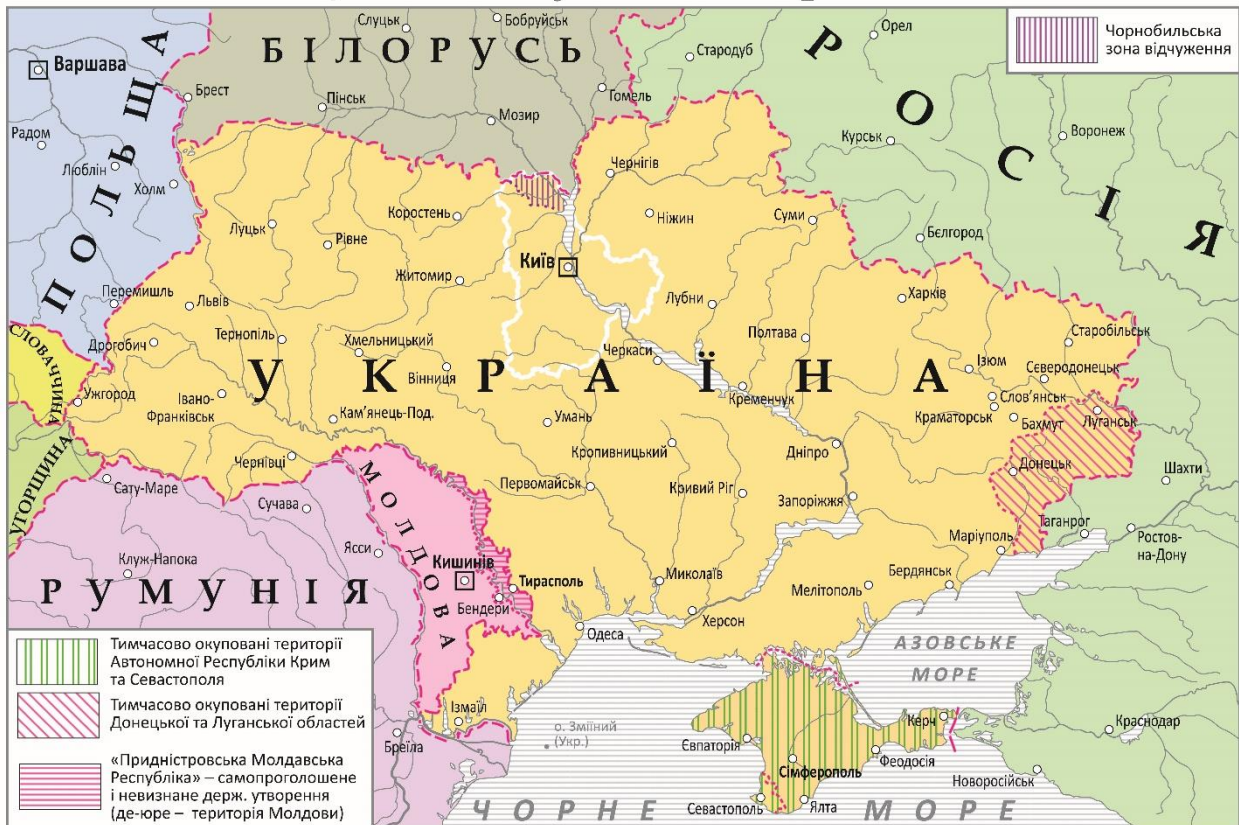 Слуцьк
Бобруйськ
Орел
Чорнобильська
зона відчуження
БІЛОРУСЬ
Стародуб
РОСІЯ
Варшава
ПОЛЬЩА
Брест
Пінськ
Гомель
Мозир
Радом
Курськ
Воронеж
Люблін
Холм
Чернігів
Коростень
Ніжин
Суми
Луцьк
Рівне
Бєлгород
Київ
Житомир
Перемишль
Львів
Лубни
Харків
СЛОВАЧЧИНА
Дрогобич
Тернопіль
Хмельницький
Полтава
Старобільськ
Черкаси
УКРАЇНА
Вінниця
Ізюм
Сєверодонецьк
Ужгород
Івано-
Франківськ
Кам'янець-Под.
Умань
Кременчук
Слов'янськ
Краматорськ
Бахмут
Луганськ
УГОРЩИНА
Чернівці
МОЛДОВА
Кропивницький
Дніпро
Донецьк
Шахти
Сату-Маре
Сучава
Первомайськ
Кривий Ріг
Запоріжжя
Таганрог
Ростов-
на-Дону
Клуж-Напока
Ясси
Маріуполь
РУМУНІЯ
Кишинів
Тирасполь
Бендери
Миколаїв
Мелітополь
Бердянськ
Херсон
Одеса
АЗОВСЬКЕ
МОРЕ
Тимчасово окуповані території
Автономної Республіки Крим
та Севастополя
Тимчасово окуповані території
Донецької та Луганської областей
«Придністровська Молдавська
Республіка» – самопроголошене
і невизнане держ. утворення
(де-юре – територія Молдови)
Ізмаїл
Бреїла
о. Зміїний
(Укр.)
Керч
Краснодар
Євпаторія
Сімферополь
Феодосія
Новоросійськ
Севастополь
Ялта
ЧОРНЕ МОРЕ